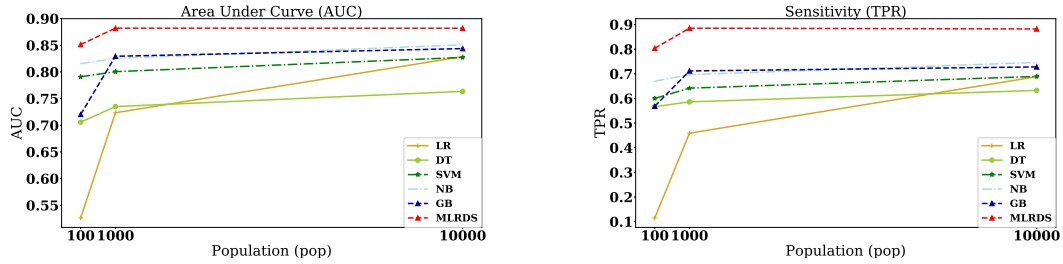 Area Under Curve (AUC)
0.90
0.85
0.80
0.75
0.70
0.65
0.60
0.55
AUC
LR
DT
SVM
NB
GB
MLRDS
100 1000 10000
Population (pop)
Sensitivity (TPR)
0.9
0.8
0.7
0.6
0.5
0.4
0.3
0.2
0.1
TPR
LR
DT
SVM
NB
GB
MLRDS
100 1000 10000
Population (pop)